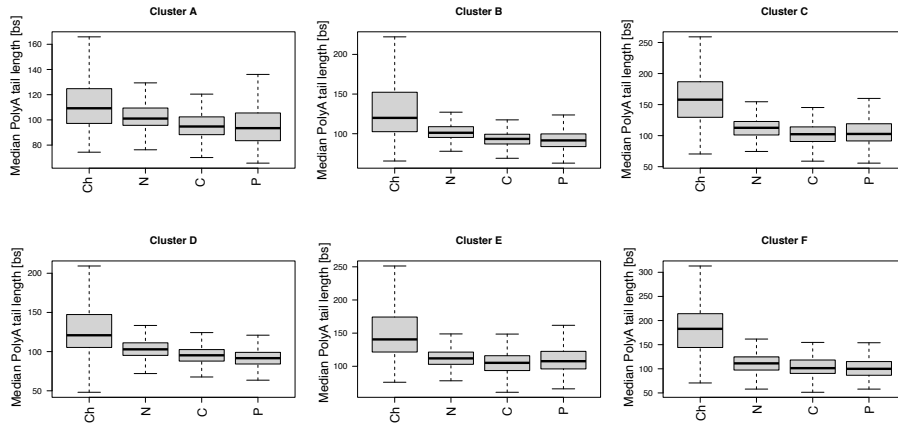 Cluster A
Median PolyA tail length [bs]
160
140
120
100
80
Ch N C P
Cluster B
Median PolyA tail length [bs]
200
150
100
Ch N C P
Cluster C
Median PolyA tail length [bs]
250
200
150
100
50
Ch N C P
Cluster D
Median PolyA tail length [bs]
200
150
100
50
Ch N C P
Cluster E
Median PolyA tail length [bs]
250
200
150
100
Ch N C P
Cluster F
Median PolyA tail length [bs]
300
250
200
150
100
50
Ch N C P